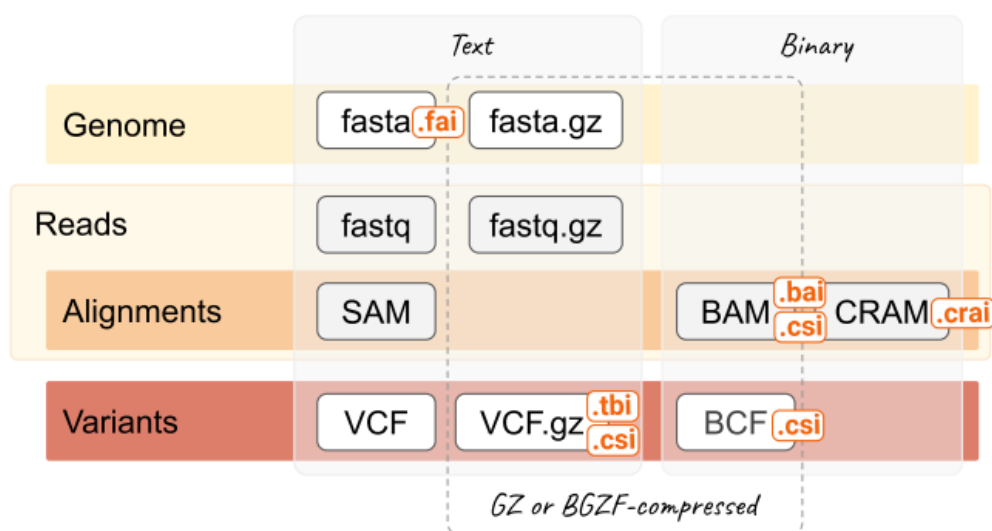 Text
Binary
Genome
fasta
.fai
fasta.gz
Reads
fastq
fastq.gz
Alignments
SAM
BAM
.bai
.csi
CRAM
.crai
Variants
VCF
VCF.gz
.tbi
.csi
BCF
.csi
GZ or BGZF-compressed